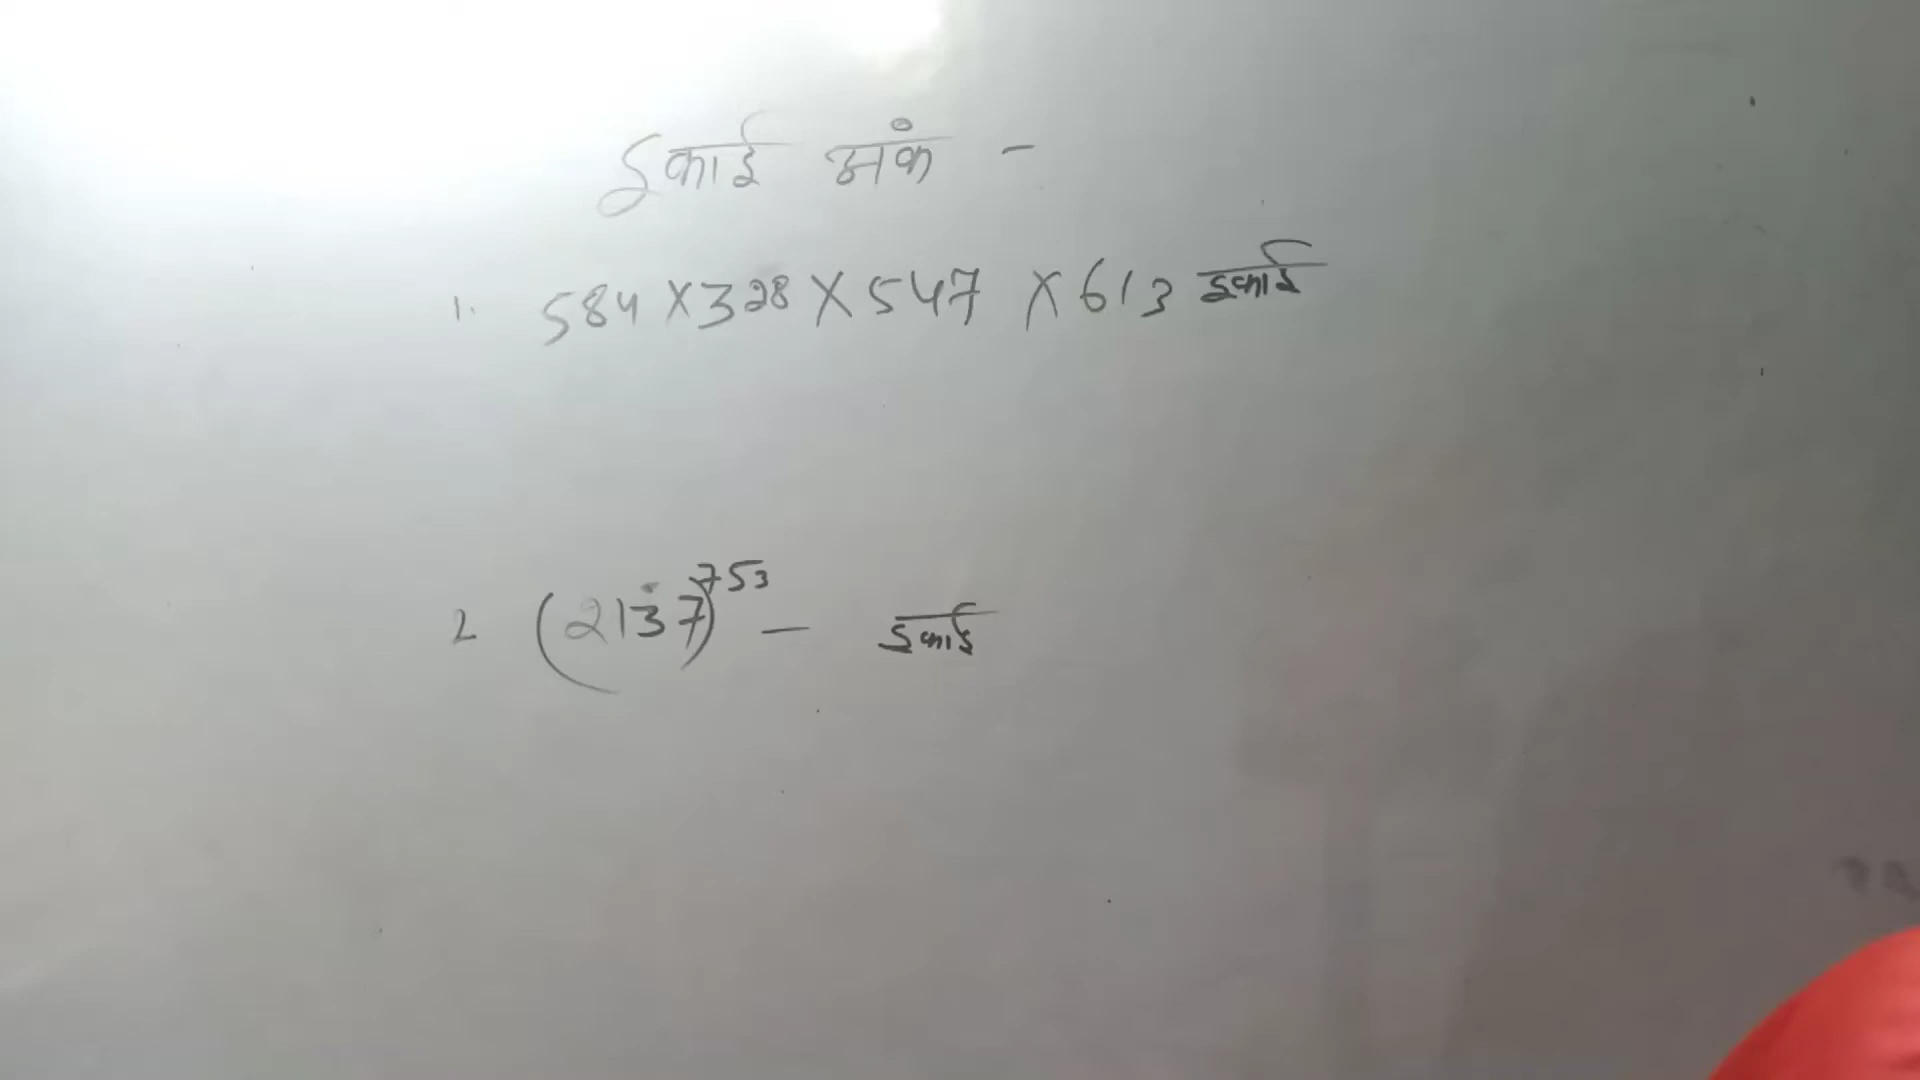 इकाई अंक -
1. 584 X 328 X 547 X 613 इकाई
2 (2137)^753 - इकाई